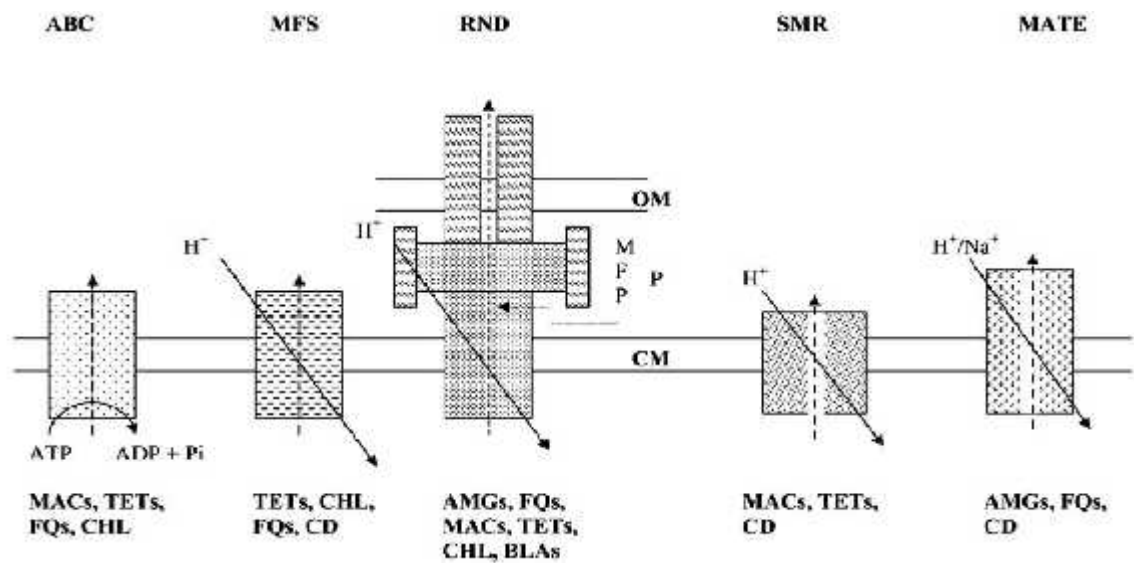 ABC MFS RND SMR MATE
OM
H⁺ H⁺ M F P P H⁺ H⁺/Na⁺
CM
ATP ADP + Pi
MACs, TETs, TETs, CHL, AMGs, FQs, MACs, TETs, AMGs, FQs,
FQs, CHL FQs, CD MACs, TETs, CD CD
CHL, BLAs